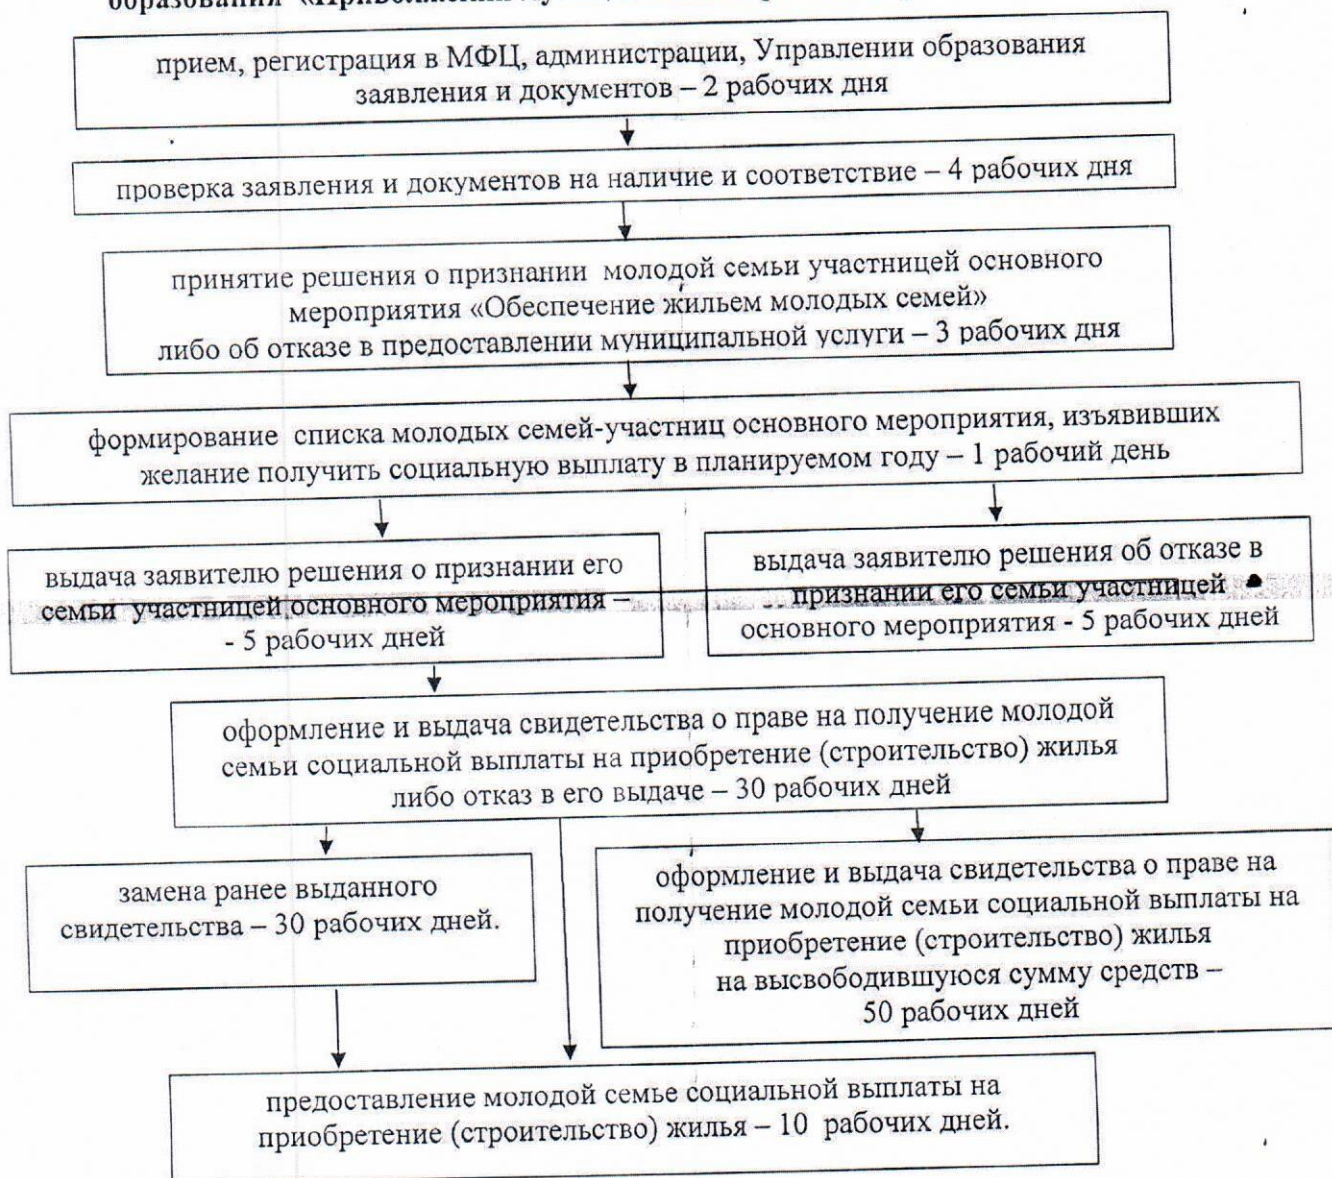 образования «Приволжский
прием, регистрация в МФЦ, администрации, Управлении образования
заявления и документов – 2 рабочих дня
проверка заявления и документов на наличие и соответствие – 4 рабочих дня
принятие решения о признании молодой семьи участницей основного
мероприятия «Обеспечение жильем молодых семей»
либо об отказе в предоставлении муниципальной услуги – 3 рабочих дня
формирование списка молодых семей-участниц основного мероприятия, изъявивших
желание получить социальную выплату в планируемом году – 1 рабочий день
выдача заявителю решения о признании его
семьи участницей основного мероприятия –
- 5 рабочих дней
выдача заявителю решения об отказе в
признании его семьи участницей
основного мероприятия - 5 рабочих дней
оформление и выдача свидетельства о праве на получение молодой
семьи социальной выплаты на приобретение (строительство) жилья
либо отказ в его выдаче – 30 рабочих дней
замена ранее выданного
свидетельства – 30 рабочих дней.
оформление и выдача свидетельства о праве на
получение молодой семьи социальной выплаты на
приобретение (строительство) жилья
на высвободившуюся сумму средств –
50 рабочих дней
предоставление молодой семье социальной выплаты на
приобретение (строительство) жилья – 10 рабочих дней.